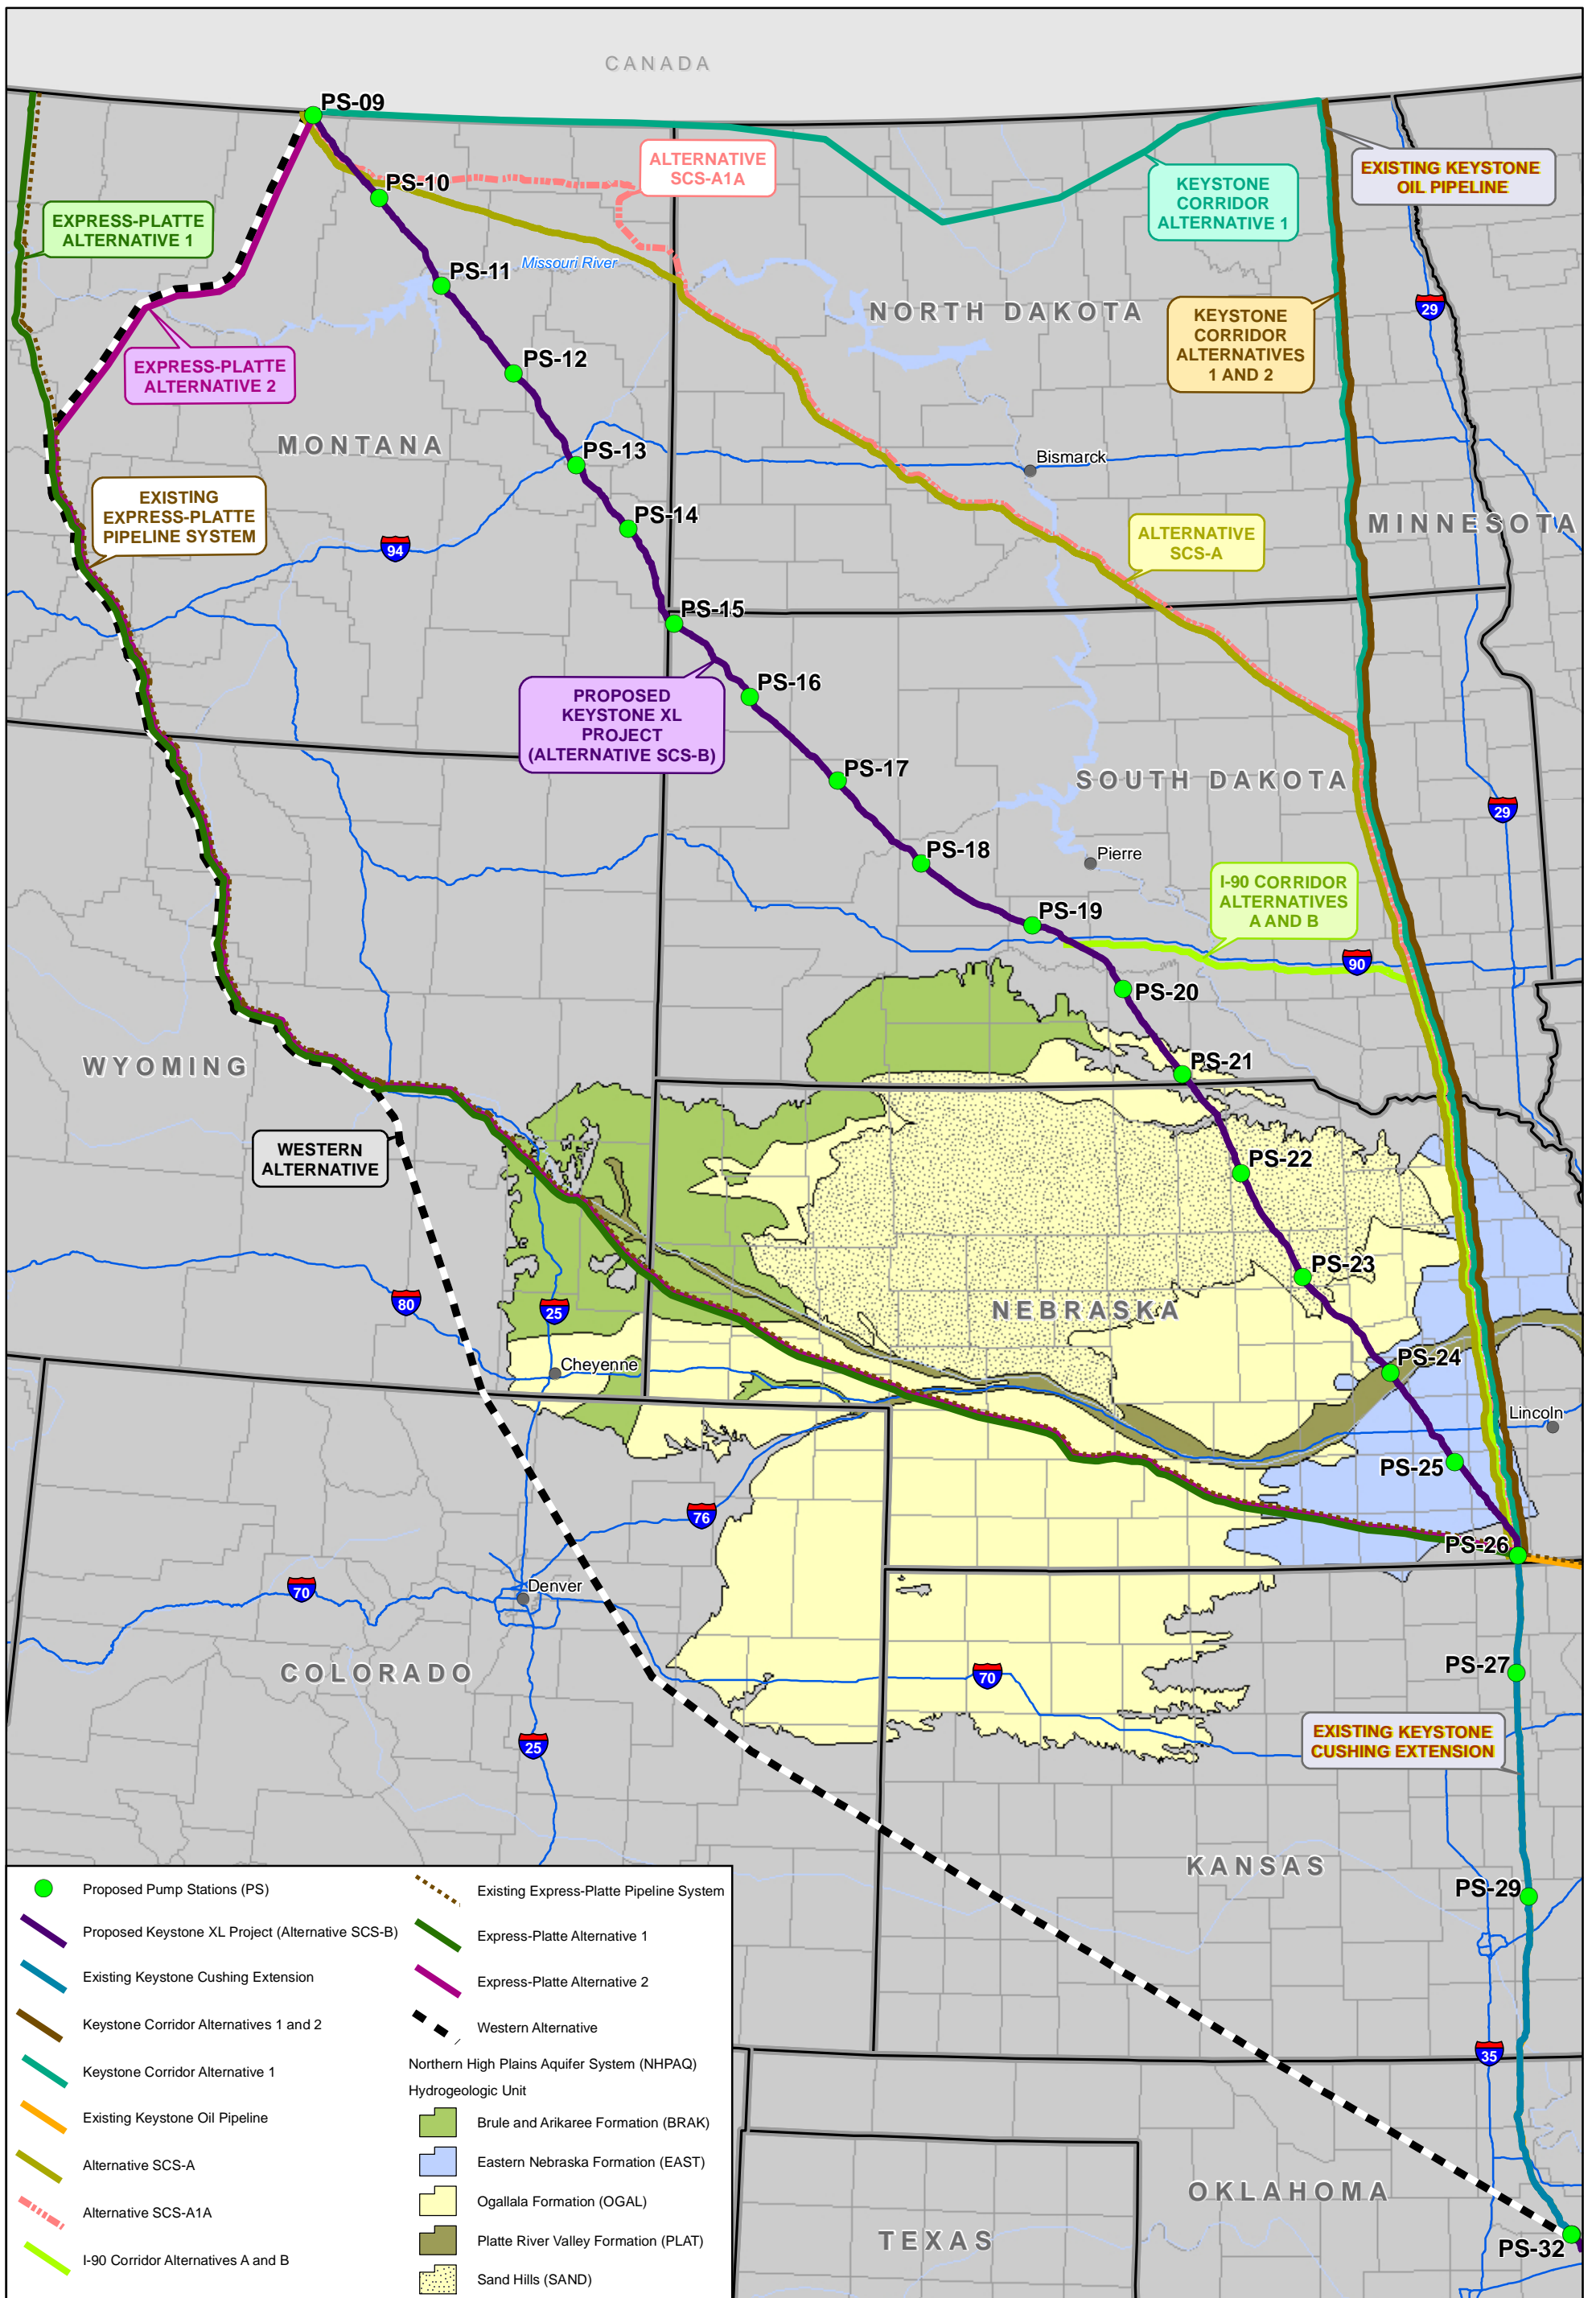 CANADA
PS-09
ALTERNATIVE
SCS-A1A
EXISTING KEYSTONE
OIL PIPELINE
KEYSTONE
CORRIDOR
ALTERNATIVE 1
PS-10
EXPRESS-PLATTE
ALTERNATIVE 1
PS-11
Missouri River
NORTH DAKOTA
29
KEYSTONE
CORRIDOR
ALTERNATIVES
1 AND 2
EXPRESS-PLATTE
ALTERNATIVE 2
PS-12
MONTANA
PS-13
Bismarck
EXISTING
EXPRESS-PLATTE
PIPELINE SYSTEM
PS-14
MINNESOTA
94
ALTERNATIVE
SCS-A
PS-15
PROPOSED
KEYSTONE XL
PROJECT
(ALTERNATIVE SCS-B)
PS-16
PS-17
SOUTH DAKOTA
29
PS-18
Pierre
I-90 CORRIDOR
ALTERNATIVES
A AND B
PS-19
90
PS-20
WYOMING
PS-21
WESTERN
ALTERNATIVE
PS-22
PS-23
80
25
NEBRASKA
Cheyenne
PS-24
Lincoln
PS-25
76
PS-26
70
Denver
PS-27
COLORADO
70
25
EXISTING KEYSTONE
CUSHING EXTENSION
KANSAS
PS-29
35
OKLAHOMA
TEXAS
PS-32
Proposed Pump Stations (PS)
Proposed Keystone XL Project (Alternative SCS-B)
Existing Keystone Cushing Extension
Keystone Corridor Alternatives 1 and 2
Keystone Corridor Alternative 1
Existing Keystone Oil Pipeline
Alternative SCS-A
Alternative SCS-A1A
I-90 Corridor Alternatives A and B
Existing Express-Platte Pipeline System
Express-Platte Alternative 1
Express-Platte Alternative 2
Western Alternative
Northern High Plains Aquifer System (NHPAQ)
Hydrogeologic Unit
Brule and Arikaree Formation (BRAK)
Eastern Nebraska Formation (EAST)
Ogallala Formation (OGAL)
Platte River Valley Formation (PLAT)
Sand Hills (SAND)